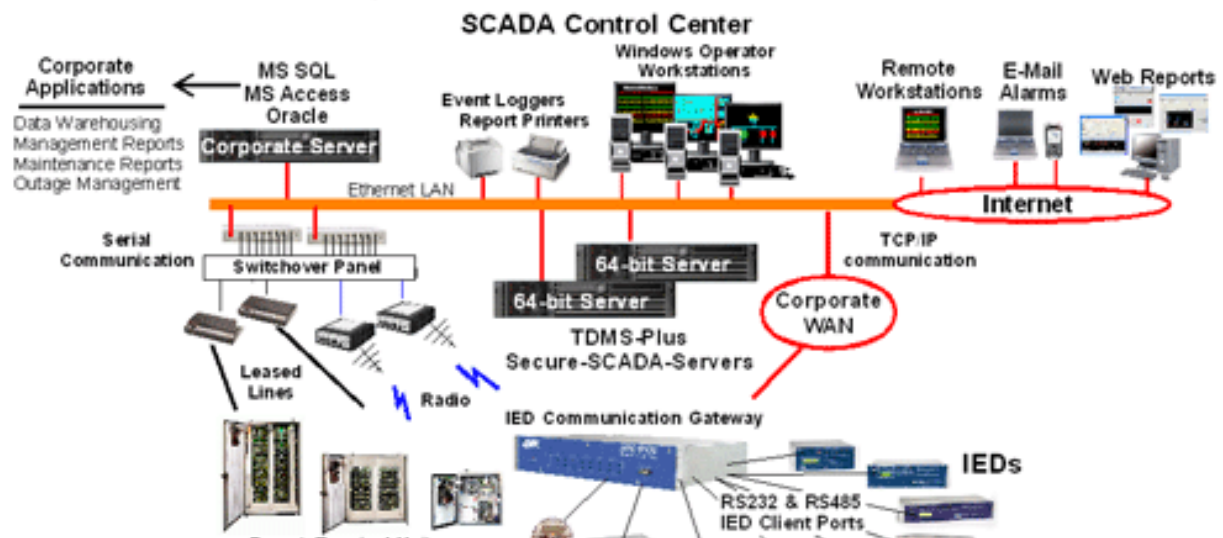 SCADA Control Center
Corporate
Applications
Data Warehousing
Management Reports
Maintenance Reports
Outage Management
MS SQL
MS Access
Oracle
Corporate Server
Event Loggers
Report Printers
Windows Operator
Workstations
Remote
Workstations
E-Mail
Alarms
Web Reports
Ethernet LAN
Internet
Serial
Communication
Switchover Panel
64-bit Server
64-bit Server
TDMS-Plus
Secure-SCADA-Servers
TCP/IP
communication
Corporate
WAN
Leased
Lines
Radio
IED Communication Gateway
IEDs
RS232 & RS485
IED Client Ports